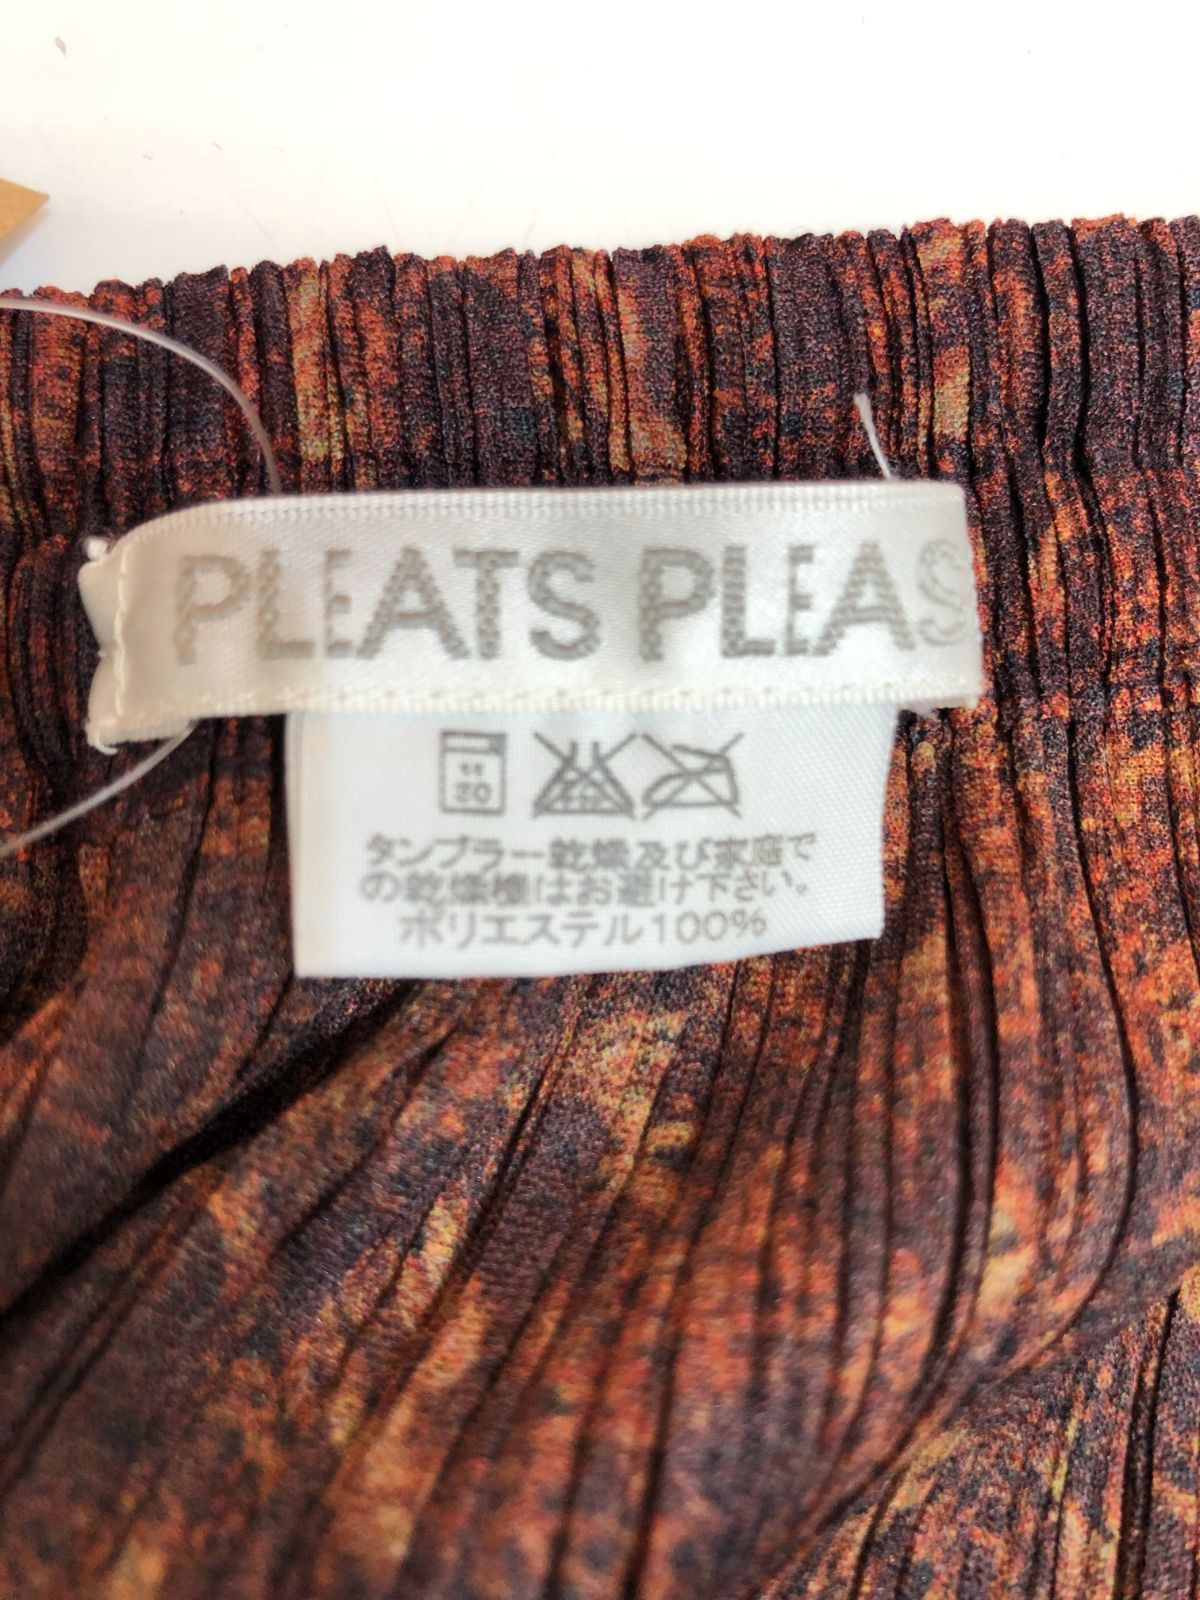 PLEATS PLEAS
タンブラー乾燥及び家庭で
の乾燥機はお避け下さい。
ポリエステル100%